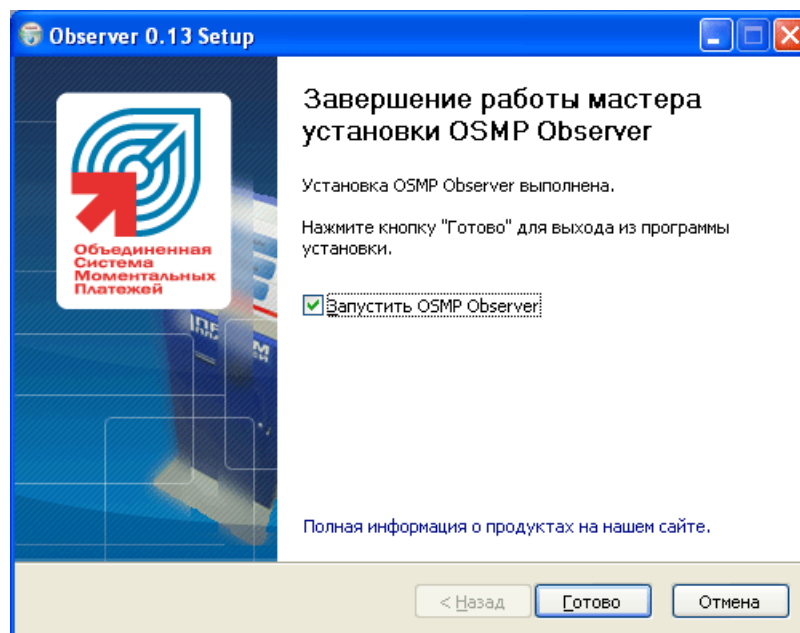 Observer 0.13 Setup
Завершение работы мастера
установки OSMP Observer
Установка OSMP Observer выполнена.
Нажмите кнопку "Готово" для выхода из программы
установки.
Запустить OSMP Observer
Объединенная
Система
Моментальных
Платежей
Полная информация о продуктах на нашем сайте.
< Назад
Готово
Отмена